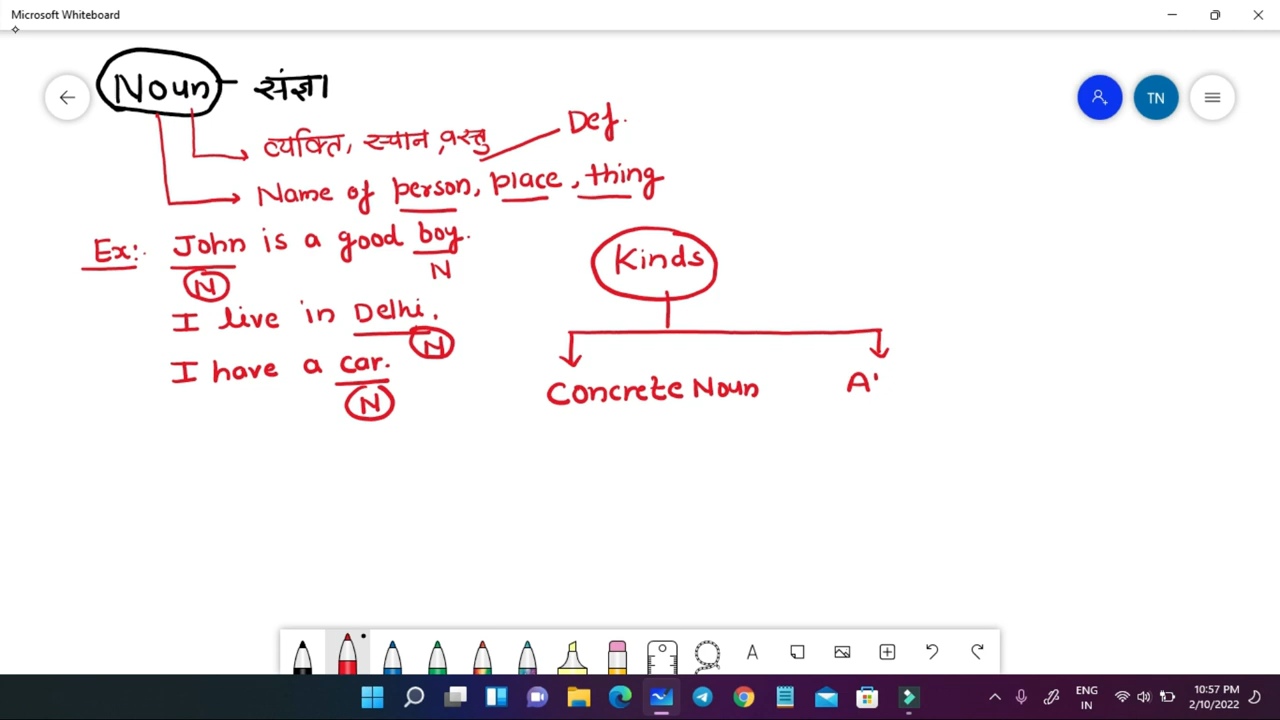 Microsoft Whiteboard
Noun - संज्ञा
TN
व्यक्ति, स्थान, वस्तु
Def.
Name of person, place, thing
Ex:. John is a good boy.
N
N
Kinds
I live in Delhi.
N
I have a car.
N
Concrete Noun
A'
A
ENG
IN
10:57 PM
2/10/2022